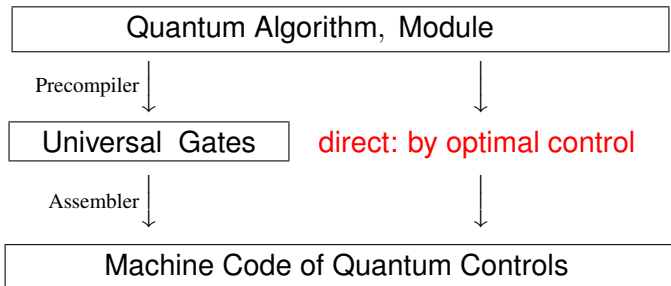 Quantum Algorithm, Module
Precompiler
Universal Gates direct: by optimal control
Assembler
Machine Code of Quantum Controls